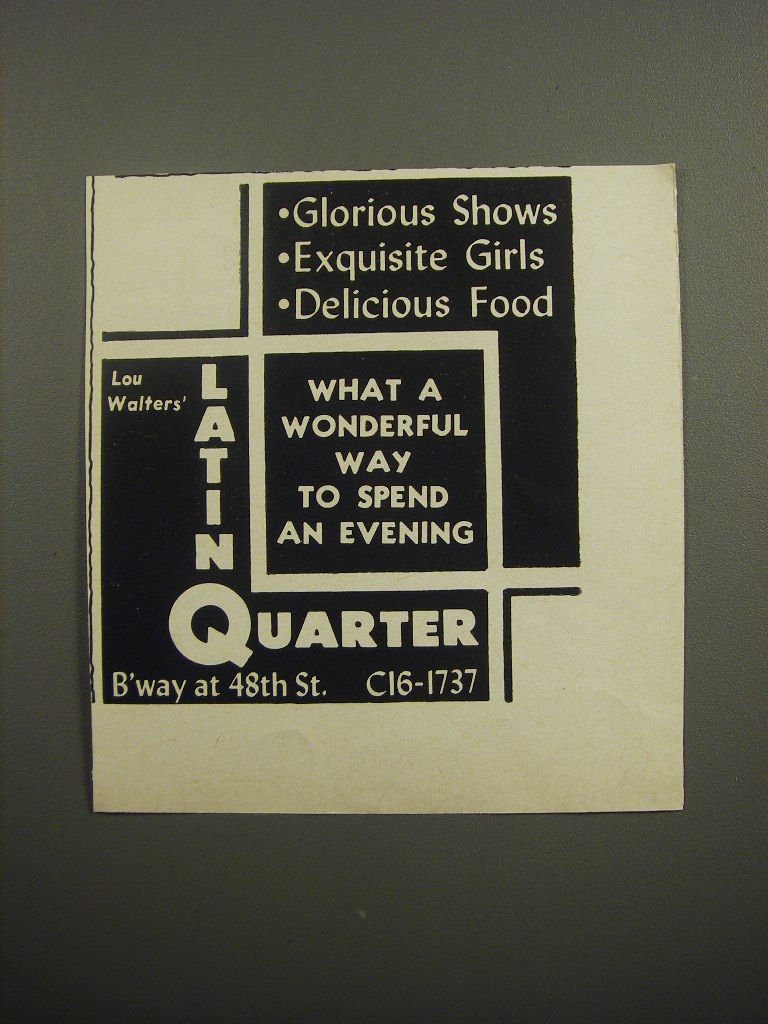 •Glorious Shows
•Exquisite Girls
•Delicious Food
Lou
Walters'
LATIN
QUARTER
WHAT A
WONDERFUL
WAY
TO SPEND
AN EVENING
B'way at 48th St. CI6-1737